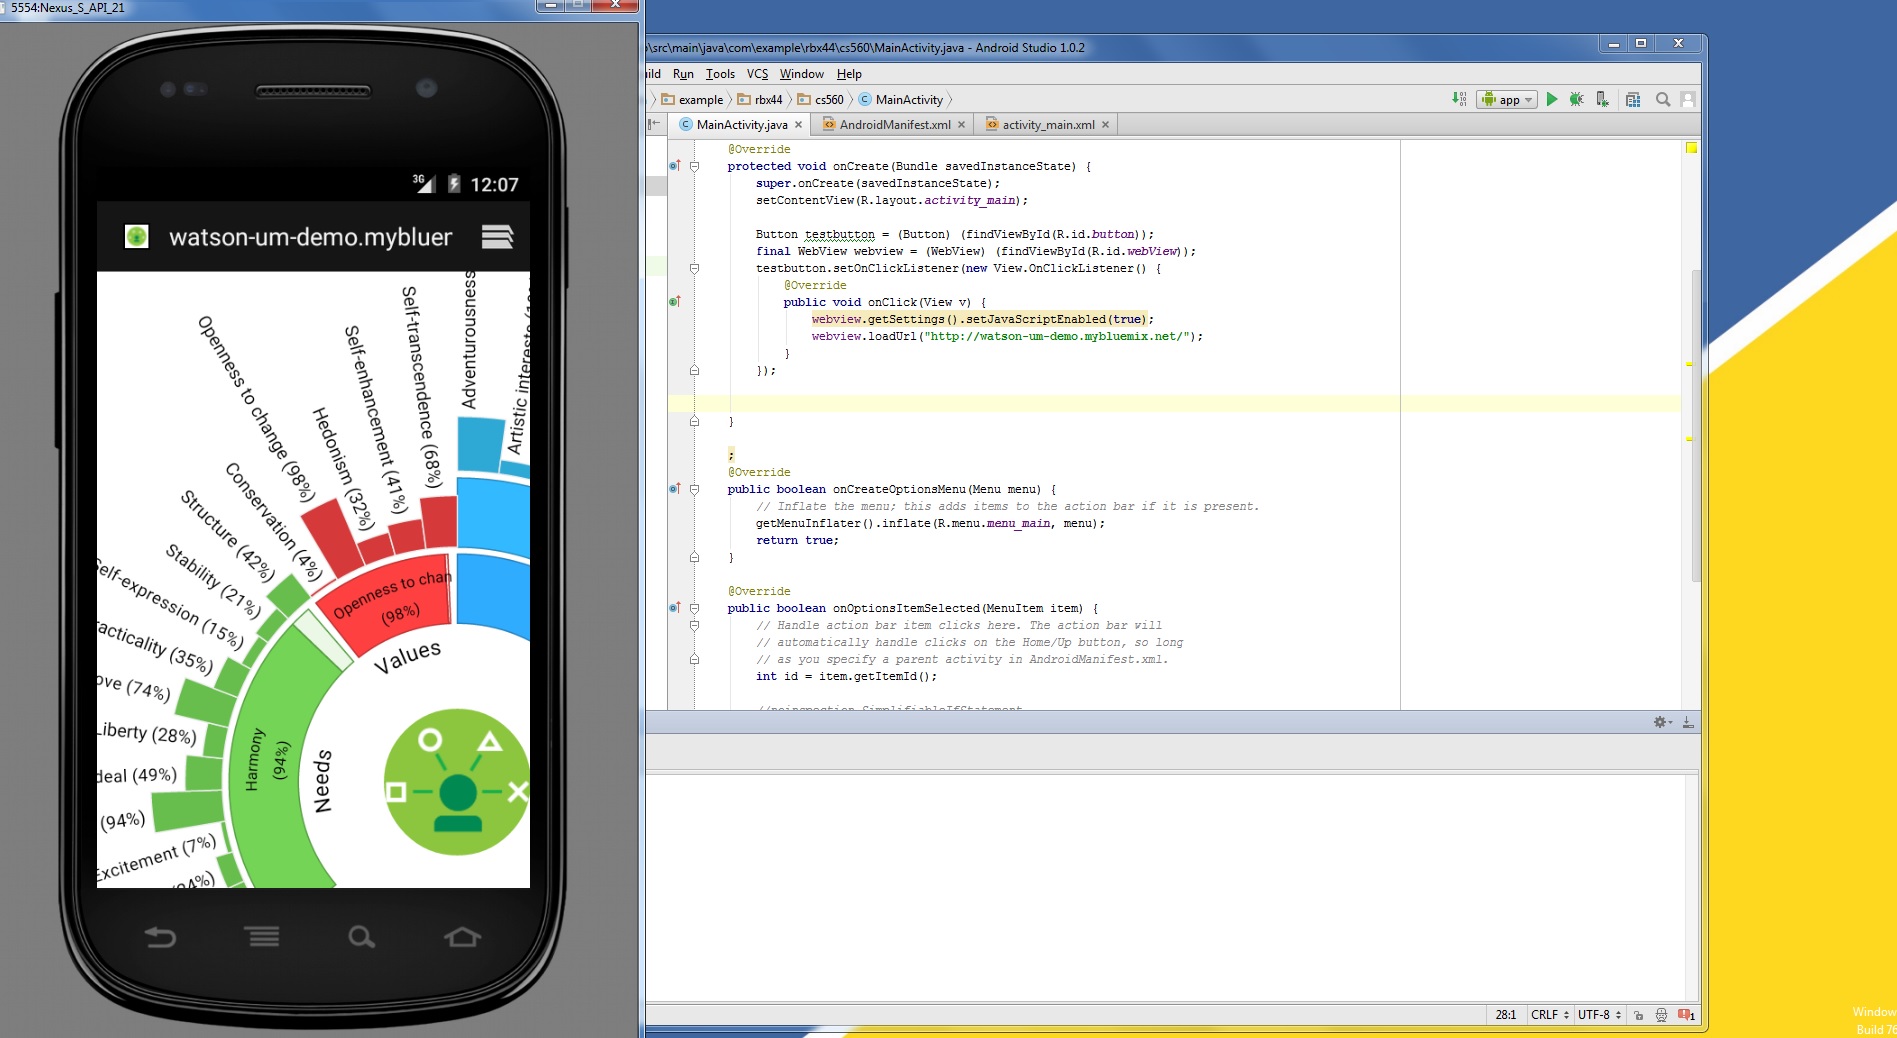 5554:Nexus_S_API_21
3G 12:07
watson-um-demo.mybluer
Adventurousness
Self-transcendence (68%)
Self-enhancement (41%)
Hedonism (32%)
Openness to change (98%)
Conservation (4%)
Structure (42%)
Stability (21%)
elf-expression (15%)
acticality (35%)
ove (74%)
Liberty (28%)
deal (49%)
(94%)
Excitement (7%)
Artistic interests
Openness to chan
(98%)
Values
Harmony
(94%)
Needs
\src\main\java\com\example\rbx44\cs560\MainActivity.java - Android Studio 1.0.2
ild Run Tools VCS Window Help
example rbx44 cs560 MainActivity
app
MainActivity.java AndroidManifest.xml activity_main.xml
@Override
protected void onCreate(Bundle savedInstanceState) {
super.onCreate(savedInstanceState);
setContentView(R.layout.activity_main);
Button testbutton = (Button) (findViewById(R.id.button));
final WebView webview = (WebView) (findViewById(R.id.webView));
testbutton.setOnClickListener(new View.OnClickListener() {
@Override
public void onClick(View v) {
webview.getSettings().setJavaScriptEnabled(true);
webview.loadUrl("http://watson-um-demo.mybluemix.net/");
}
});
}
;
@Override
public boolean onCreateOptionsMenu(Menu menu) {
// Inflate the menu; this adds items to the action bar if it is present.
getMenuInflater().inflate(R.menu.menu_main, menu);
return true;
}
@Override
public boolean onOptionsItemSelected(MenuItem item) {
// Handle action bar item clicks here. The action bar will
// automatically handle clicks on the Home/Up button, so long
// as you specify a parent activity in AndroidManifest.xml.
int id = item.getItemId();
//noinspection SimplifiableIfStatement
28:1 CRLF UTF-8 1
Window
Build 76